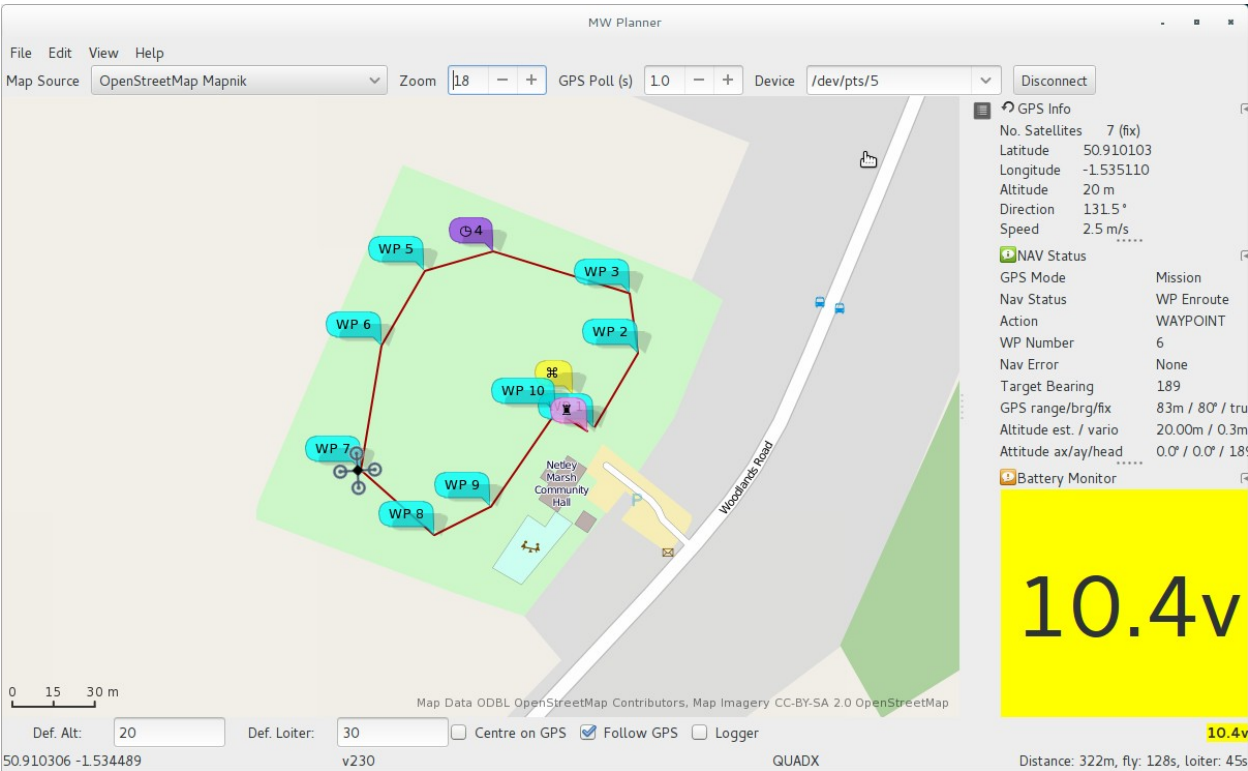 MW Planner
File Edit View Help
Map Source OpenStreetMap Mapnik Zoom 18 − + GPS Poll (s) 1.0 − + Device /dev/pts/5 Disconnect
GPS Info
No. Satellites 7 (fix)
Latitude 50.910103
Longitude -1.535110
Altitude 20 m
Direction 131.5°
Speed 2.5 m/s
NAV Status
GPS Mode Mission
Nav Status WP Enroute
Action WAYPOINT
WP Number 6
Nav Error None
Target Bearing 189
GPS range/brg/fix 83m / 80° / tru
Altitude est. / vario 20.00m / 0.3m
Attitude ax/ay/head 0.0° / 0.0° / 189
Battery Monitor
10.4v
4
WP 5
WP 3
WP 6
WP 2
WP 10
WP 7
WP 9
WP 8
Netley
Marsh
Community
Hall
P
Woodlands Road
0 15 30 m
Map Data ODBL OpenStreetMap Contributors, Map Imagery CC-BY-SA 2.0 OpenStreetMap
Def. Alt: 20 Def. Loiter: 30 Centre on GPS Follow GPS Logger 10.4v
50.910306 -1.534489 v230 QUADX Distance: 322m, fly: 128s, loiter: 45s